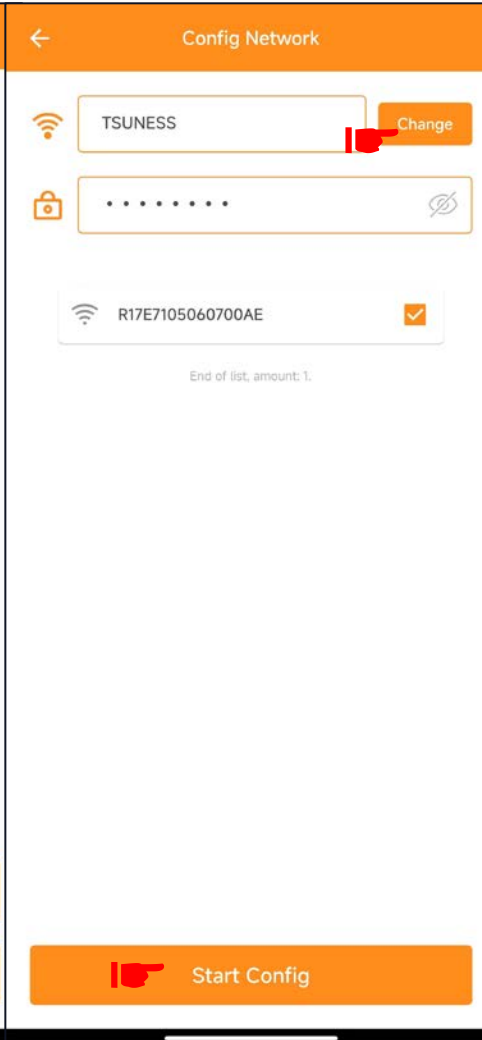 Config Network
TSUNESS
Change
••••••••
R17E7105060700AE
End of list, amount: 1.
Start Config